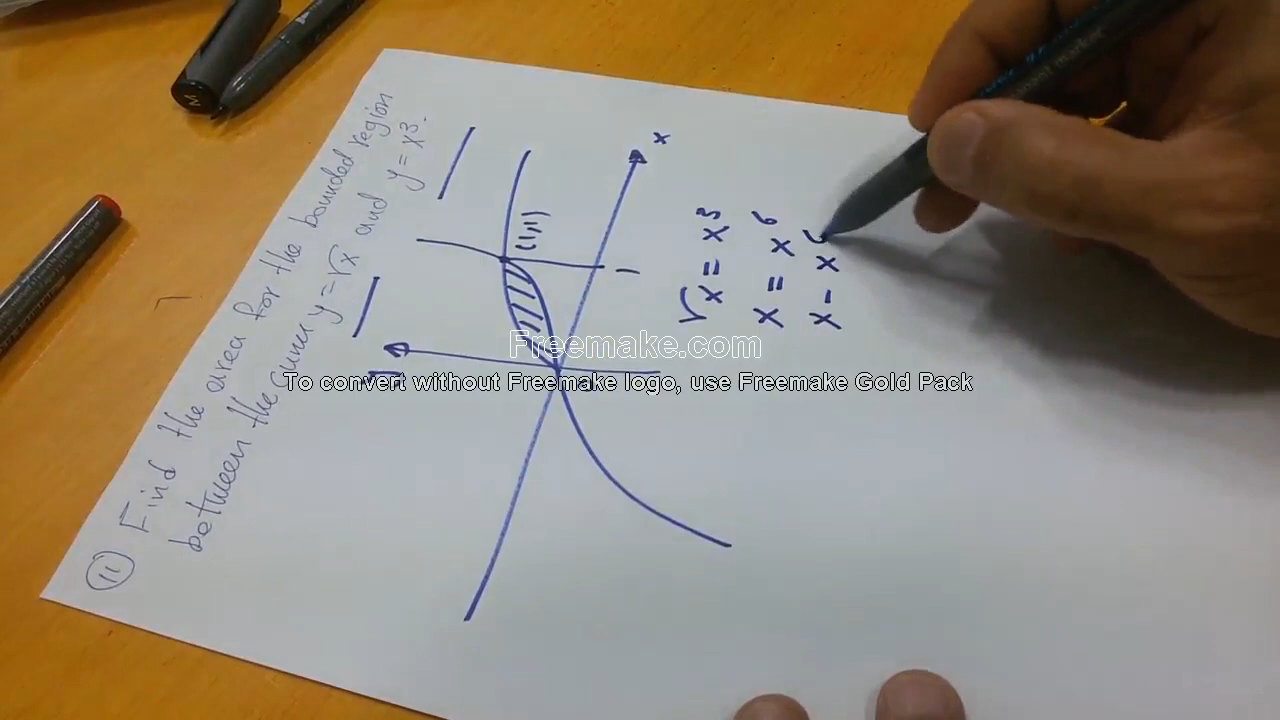 (11) Find the area for the bounded region
between the curves y = √x and y = x³.
y
x
(1,1)
1
√x = x³
x = x⁶
x - x
Freemake.com
To convert without Freemake logo, use Freemake Gold Pack
M